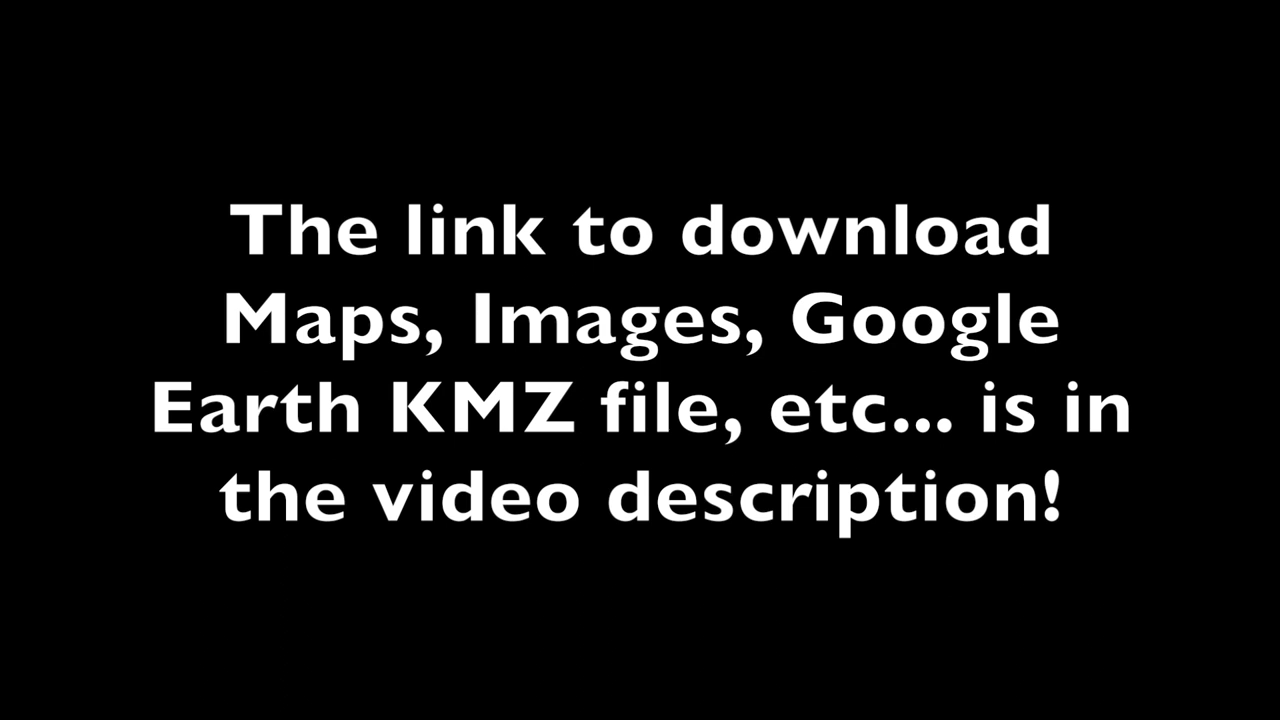 The link to download
Maps, Images, Google
Earth KMZ file, etc... is in
the video description!